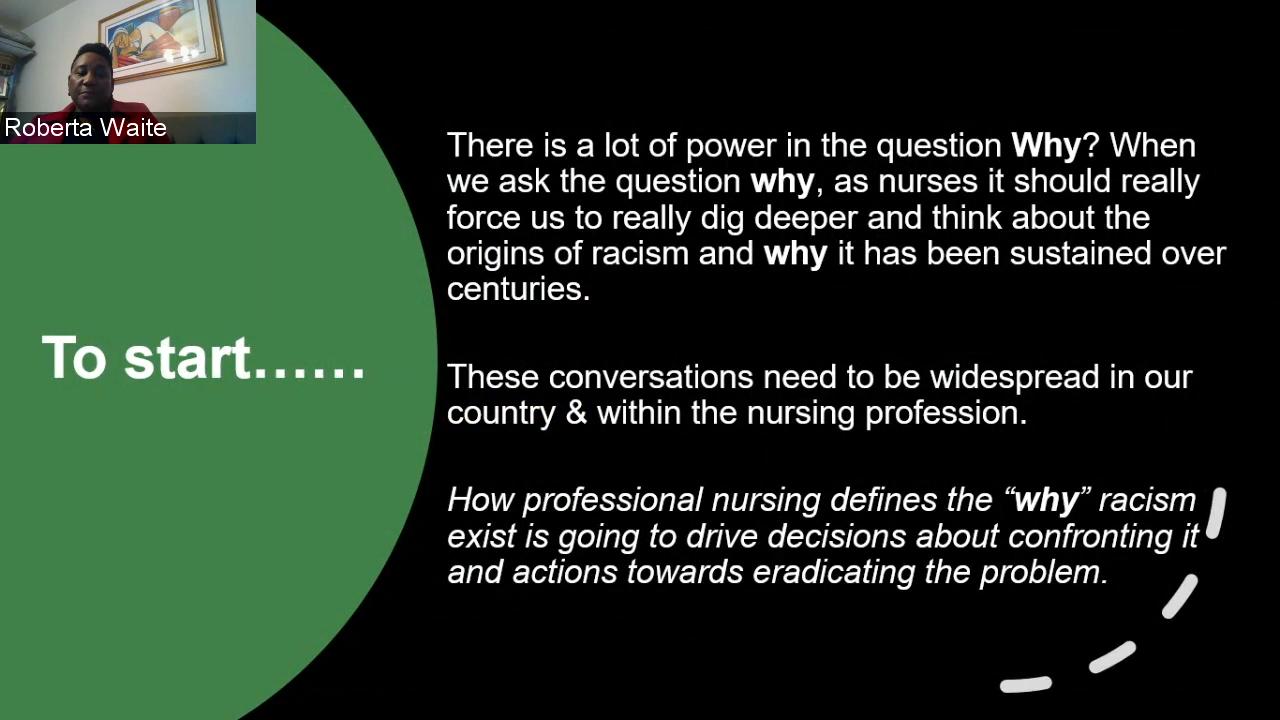 Roberta Waite
To start......
There is a lot of power in the question Why? When
we ask the question why, as nurses it should really
force us to really dig deeper and think about the
origins of racism and why it has been sustained over
centuries.
These conversations need to be widespread in our
country & within the nursing profession.
How professional nursing defines the “why” racism
exist is going to drive decisions about confronting it
and actions towards eradicating the problem.